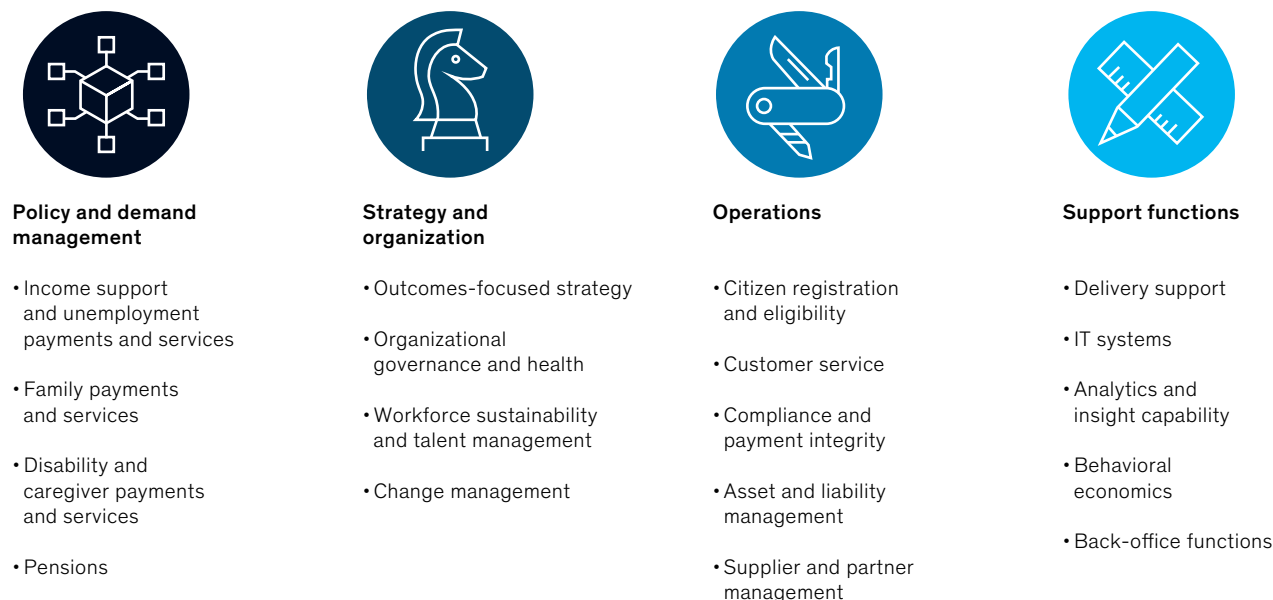 Policy and demand
management
• Income support
and unemployment
payments and services
• Family payments
and services
• Disability and
caregiver payments
and services
• Pensions
Strategy and
organization
• Outcomes-focused strategy
• Organizational
governance and health
• Workforce sustainability
and talent management
• Change management
Operations
• Citizen registration
and eligibility
• Customer service
• Compliance and
payment integrity
• Asset and liability
management
• Supplier and partner
management
Support functions
• Delivery support
• IT systems
• Analytics and
insight capability
• Behavioral
economics
• Back-office functions